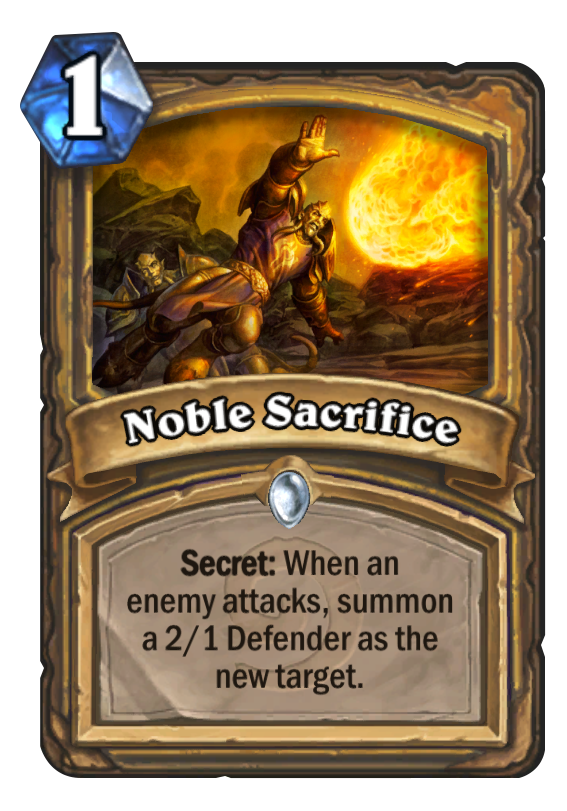 1
Noble Sacrifice
Secret: When an
enemy attacks, summon
a 2/1 Defender as the
new target.